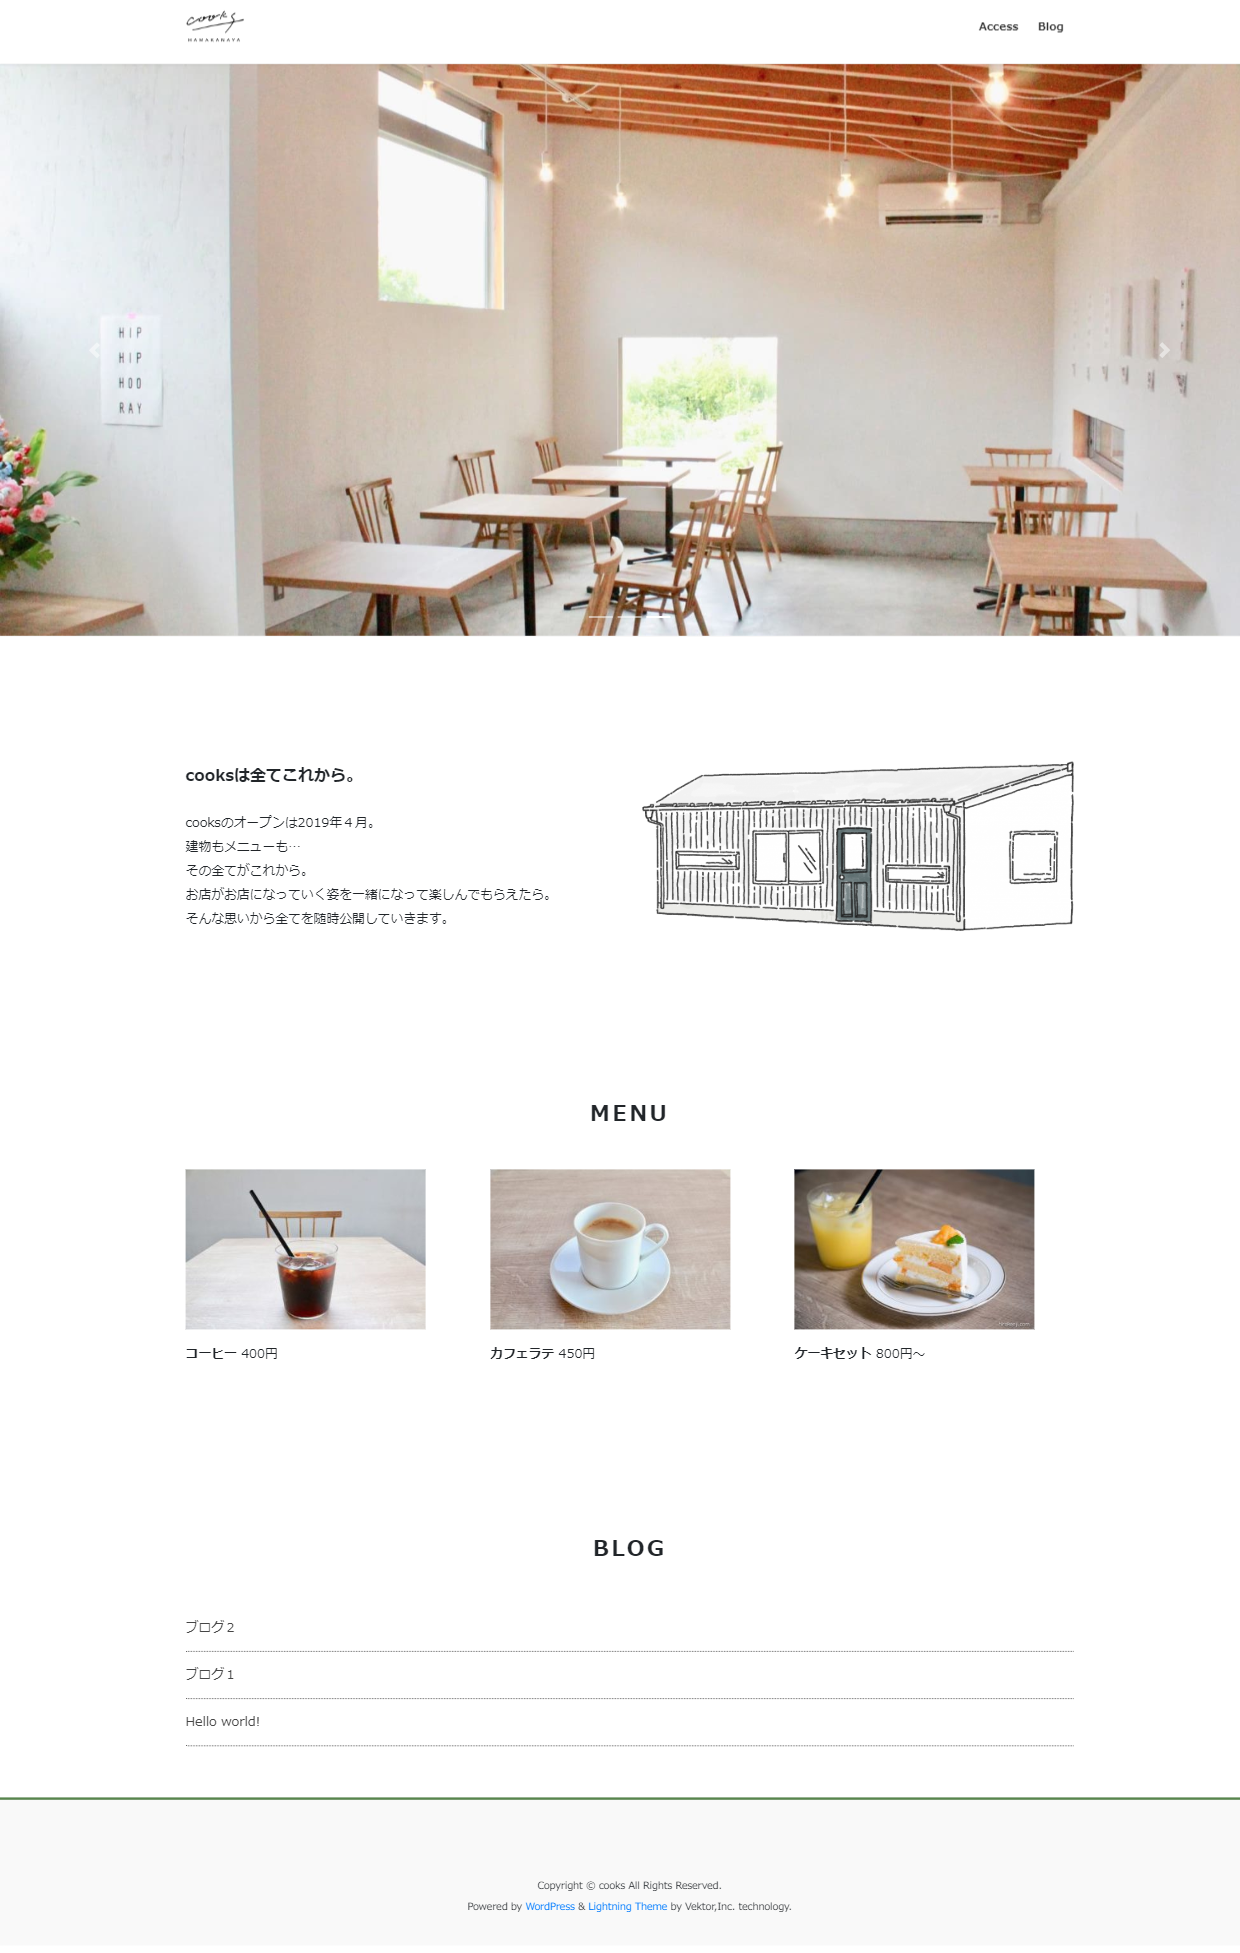 cooks
HAMAKANAYA
Access Blog
HIP
HIP
HOO
RAY
cooksは全てこれから。
cooksのオープンは2019年４月。
建物もメニューも…
その全てがこれから。
お店がお店になっていく姿を一緒になって楽しんでもらえたら。
そんな思いから全てを随時公開していきます。
MENU
コーヒー 400円
カフェラテ 450円
ケーキセット 800円〜
BLOG
ブログ２
ブログ１
Hello world!
Copyright © cooks All Rights Reserved.
Powered by WordPress & Lightning Theme by Vektor,Inc. technology.